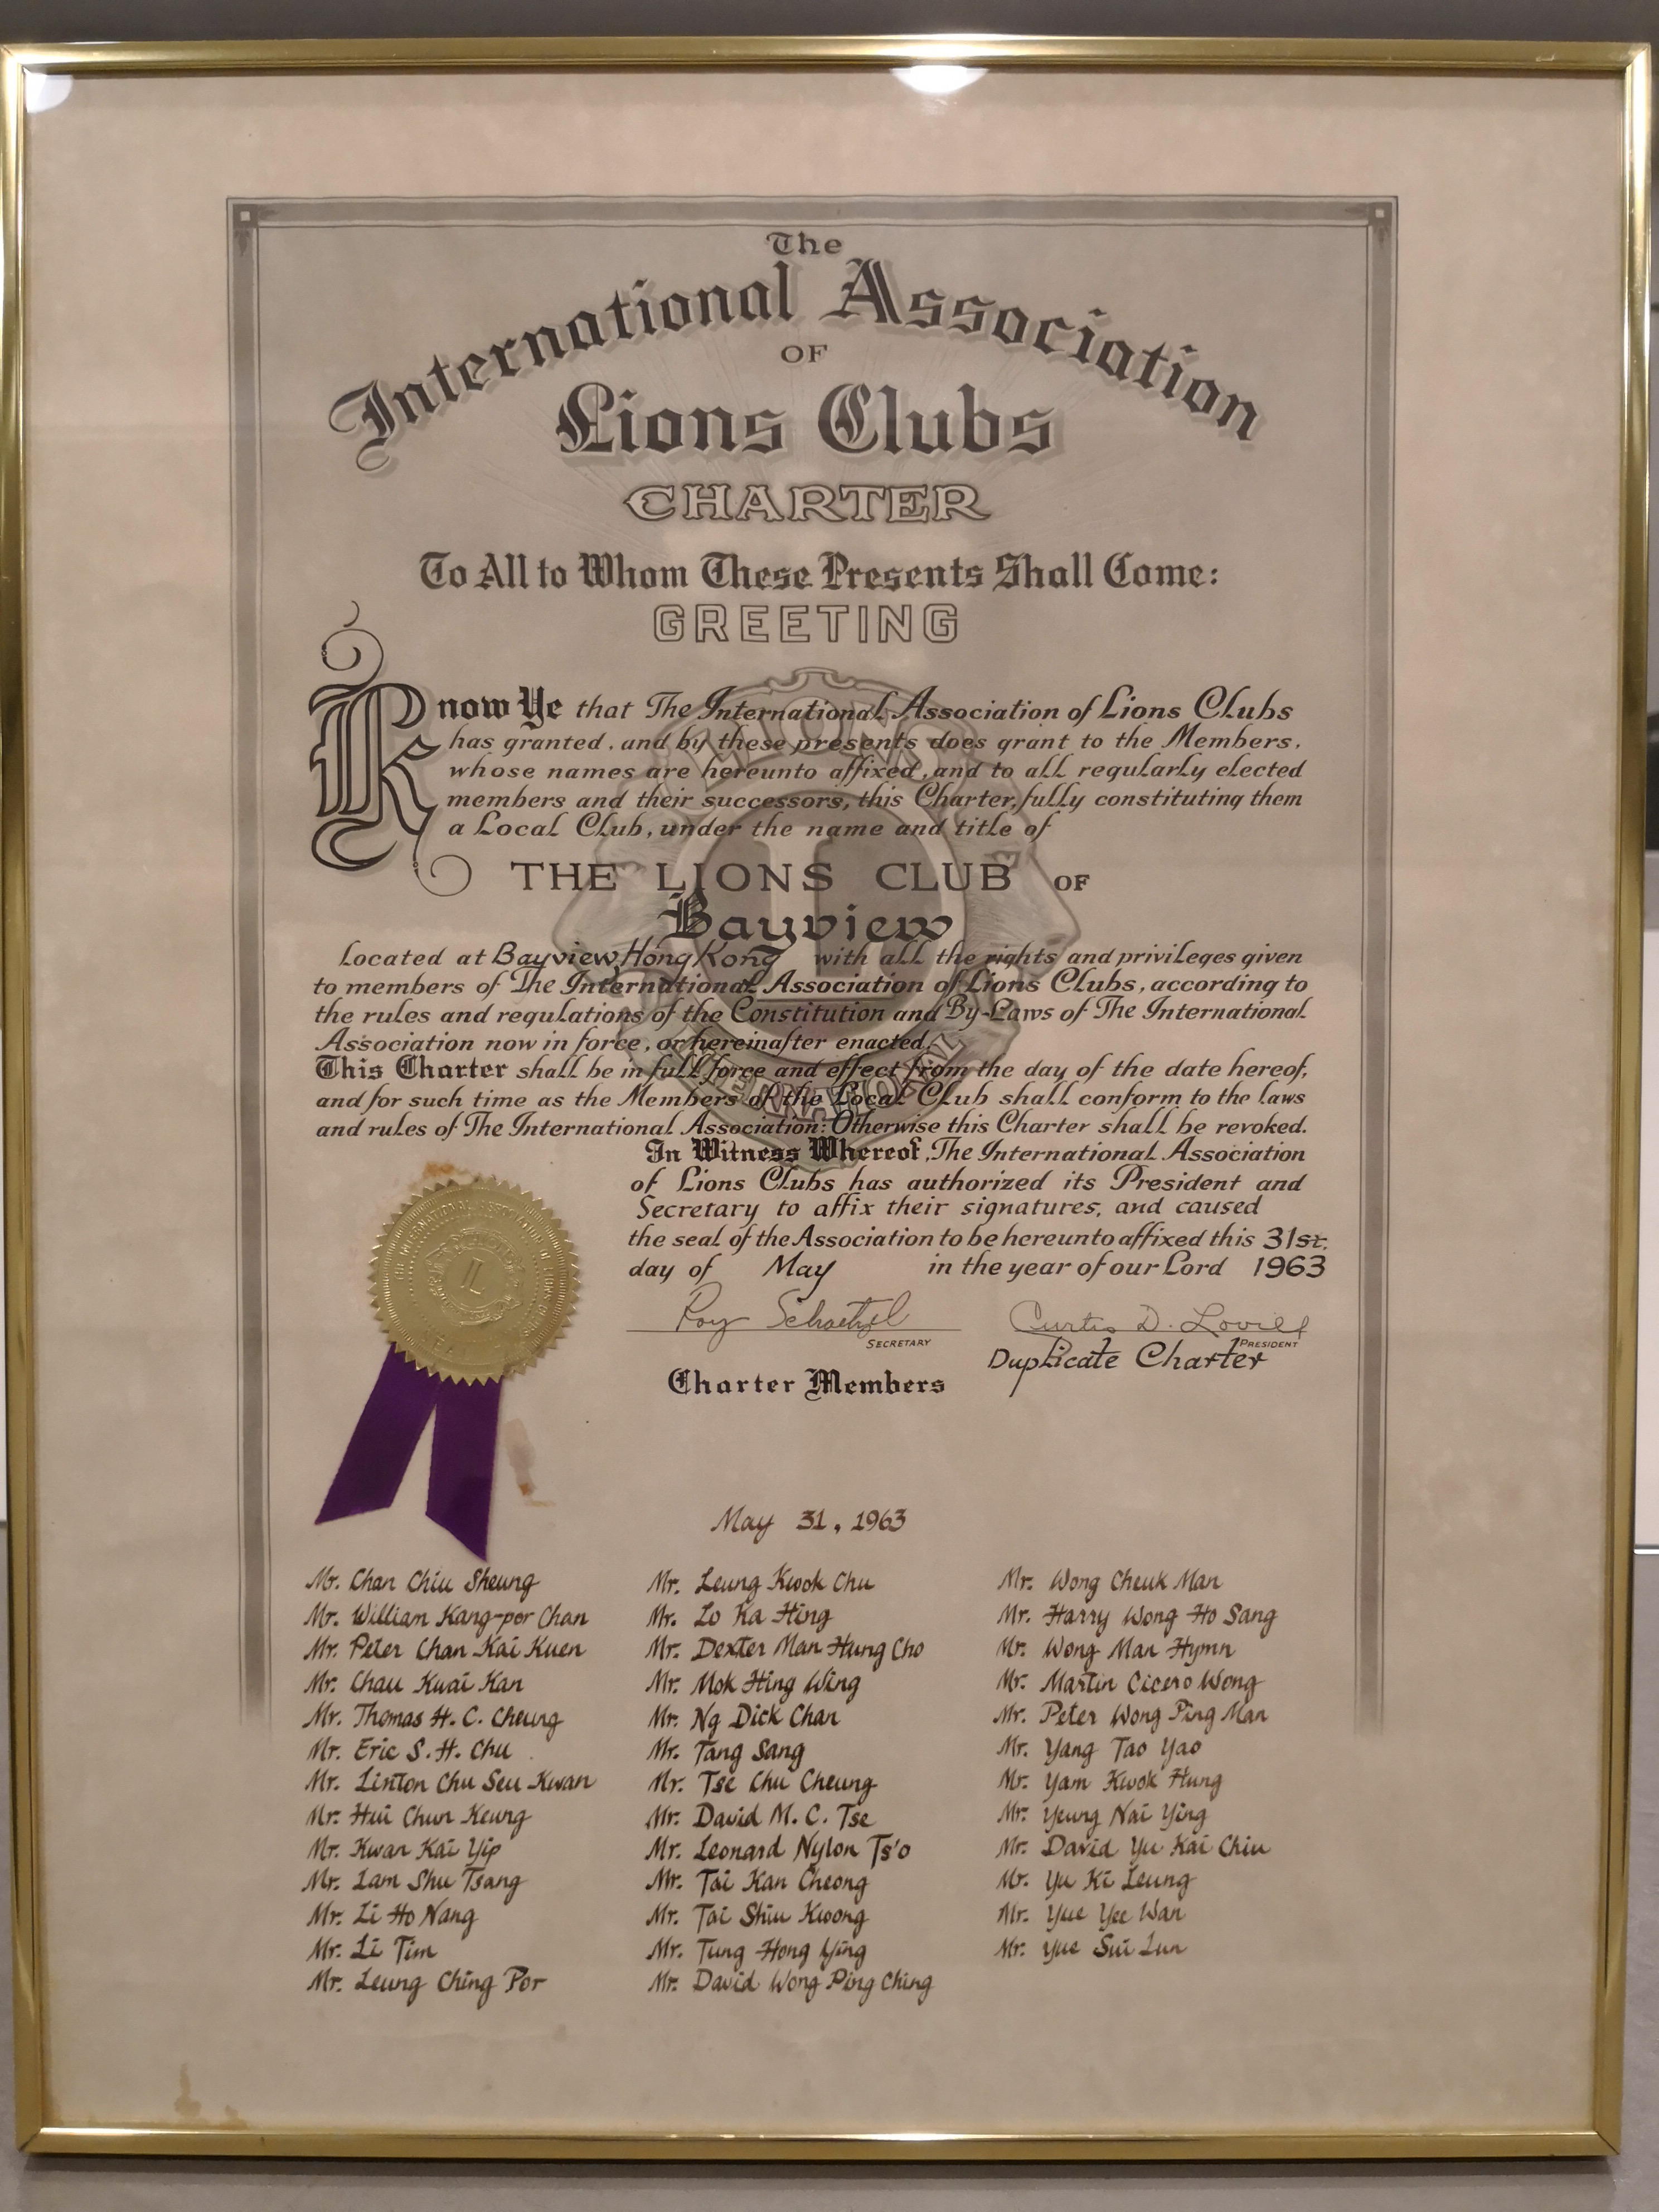 The
International Association
OF
Lions Clubs
CHARTER
To All to Whom These Presents Shall Come:
GREETING
Know Ye that The International Association of Lions Clubs
has granted, and by these presents does grant to the Members,
whose names are hereunto affixed, and to all regularly elected
members and their successors, this Charter, fully constituting them
a Local Club, under the name and title of
THE LIONS CLUB OF
Bayview
Located at Bayview, Hong Kong with all the rights and privileges given
to members of The International Association of Lions Clubs, according to
the rules and regulations of the Constitution and By-Laws of The International
Association now in force, or hereinafter enacted.
This Charter shall be in full force and effect from the day of the date hereof,
and for such time as the Members of the Local Club shall conform to the laws
and rules of The International Association: Otherwise this Charter shall be revoked.
In Witness Whereof, The International Association
of Lions Clubs has authorized its President and
Secretary to affix their signatures, and caused
the seal of the Association to be hereunto affixed this 31st.
day of May in the year of our Lord 1963
Roy Schaetzel Curtis D. Lovill
SECRETARY PRESIDENT
Duplicate Charter
Charter Members
LIONS
L
INTERNATIONAL
THE INTERNATIONAL ASSOCIATION OF LIONS CLUBS
SEAL
L
May 31, 1963
Mr. Chan Chiu Sheung
Mr. William Kang-por Chan
Mr. Peter Chan Kai Kuen
Mr. Chau Kwai Kan
Mr. Thomas H. C. Cheung
Mr. Eric S. H. Chu
Mr. Linton Chu Seu Kwan
Mr. Hui Chun Keung
Mr. Kwan Kai Yip
Mr. Lam Shu Tsang
Mr. Li Ho Nang
Mr. Li Tim
Mr. Leung Ching Por
Mr. Leung Kwok Chu
Mr. Lo Ka Hing
Mr. Dexter Man Hung Cho
Mr. Mok Hing Wing
Mr. Ng Dick Chan
Mr. Tang Sang
Mr. Tse Chu Cheung
Mr. David M. C. Tse
Mr. Leonard Nylon Ts'o
Mr. Tai Kan Cheong
Mr. Tai Shiu Kwong
Mr. Tung Hong Ying
Mr. David Wong Ping Ching
Mr. Wong Cheuk Man
Mr. Harry Wong Ho Sang
Mr. Wong Man Hymn
Mr. Martin Cicero Wong
Mr. Peter Wong Ping Man
Mr. Yang Tao Yao
Mr. Yam Kwok Hung
Mr. Yeung Nai Ying
Mr. David Yu Kai Chiu
Mr. Yu Ki Leung
Mr. Yue Yee Wan
Mr. Yue Sui Lun